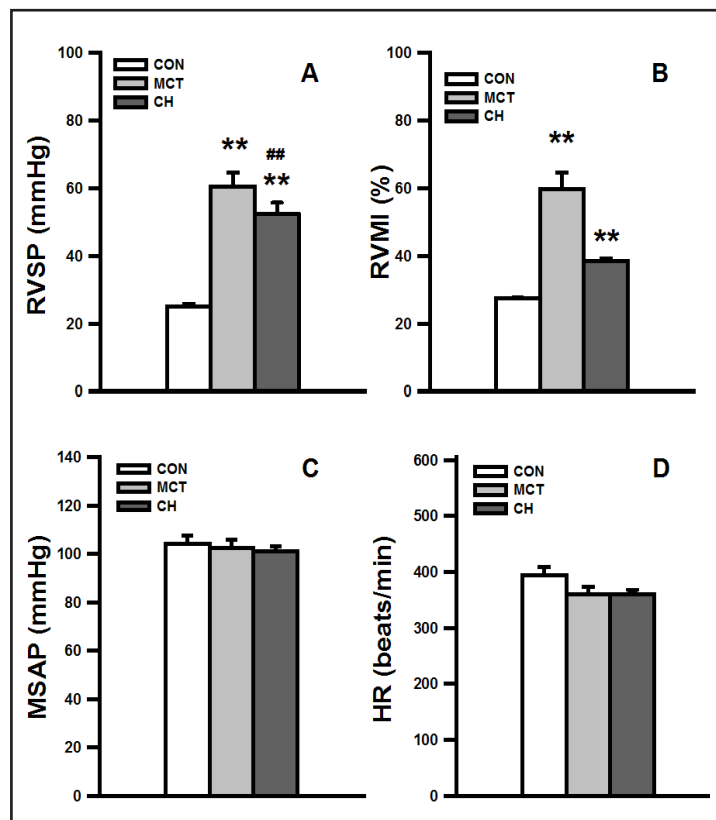 A
CON
MCT
CH
RVSP (mmHg)
100
80
60
40
20
0
**
##
**
B
CON
MCT
CH
RVMI (%)
100
80
60
40
20
0
**
**
C
CON
MCT
CH
MSAP (mmHg)
140
120
100
80
60
40
20
0
D
CON
MCT
CH
HR (beats/min)
600
500
400
300
200
100
0